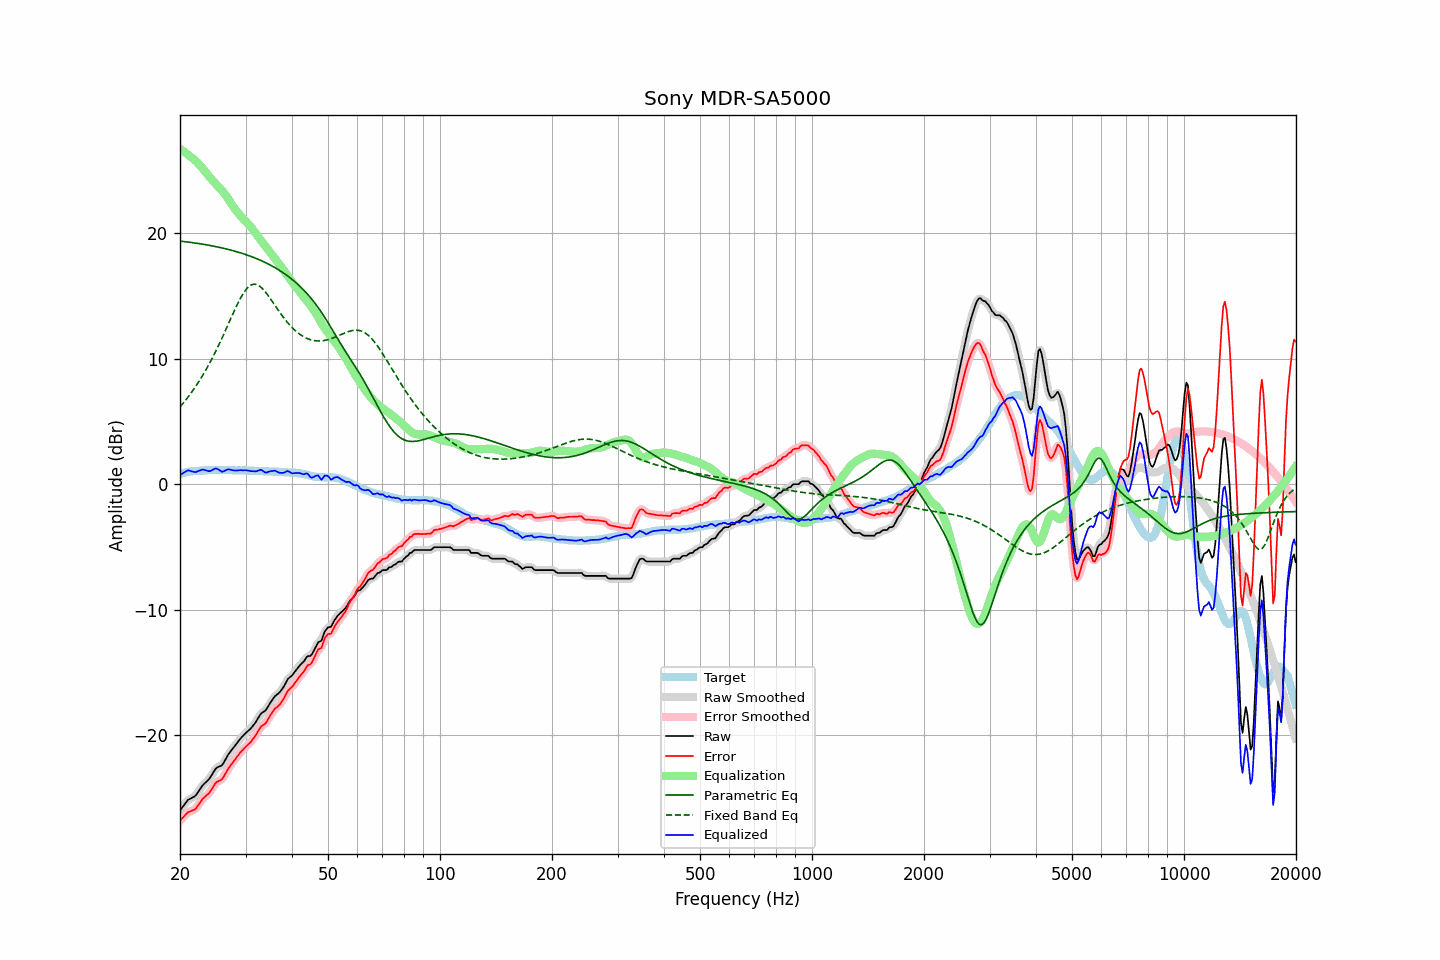 Sony MDR-SA5000
Amplitude (dBr)
20
10
0
−10
−20
Target
Raw Smoothed
Error Smoothed
Raw
Error
Equalization
Parametric Eq
Fixed Band Eq
Equalized
20 50 100 200 500 1000 2000 5000 10000 20000
Frequency (Hz)